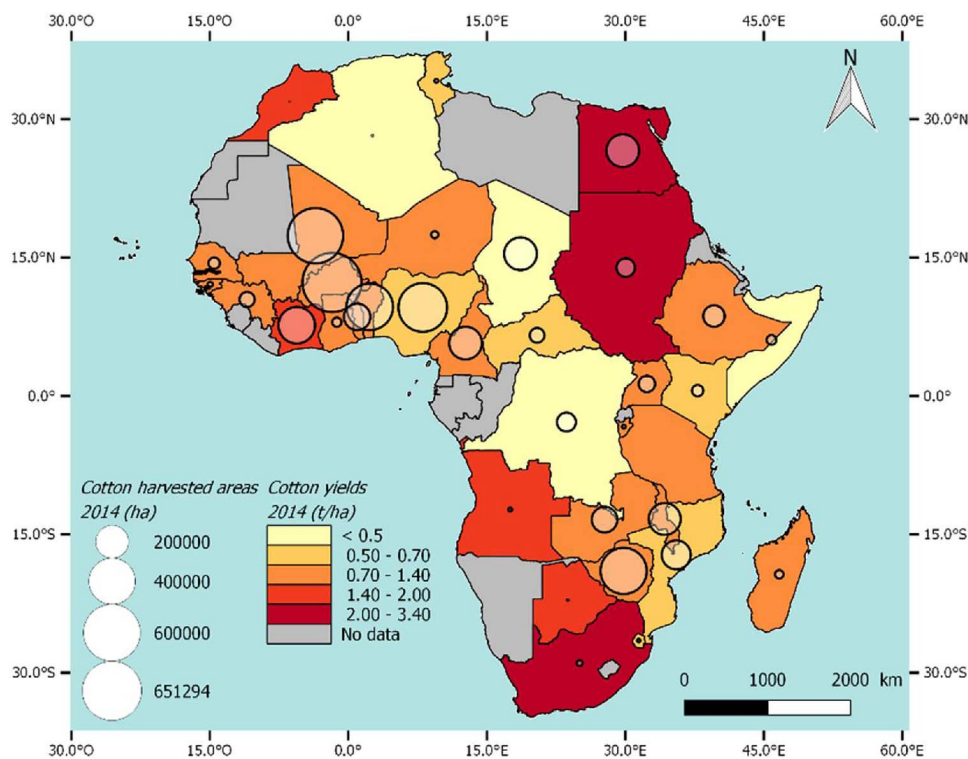 30.0°W 15.0°W 0.0° 15.0°E 30.0°E 45.0°E 60.0°E
N
30.0°N 30.0°N
15.0°N 15.0°N
0.0° 0.0°
15.0°S 15.0°S
30.0°S 30.0°S
Cotton harvested areas
2014 (ha)
200000
400000
600000
651294
Cotton yields
2014 (t/ha)
< 0.5
0.50 - 0.70
0.70 - 1.40
1.40 - 2.00
2.00 - 3.40
No data
0 1000 2000 km
30.0°W 15.0°W 0.0° 15.0°E 30.0°E 45.0°E 60.0°E